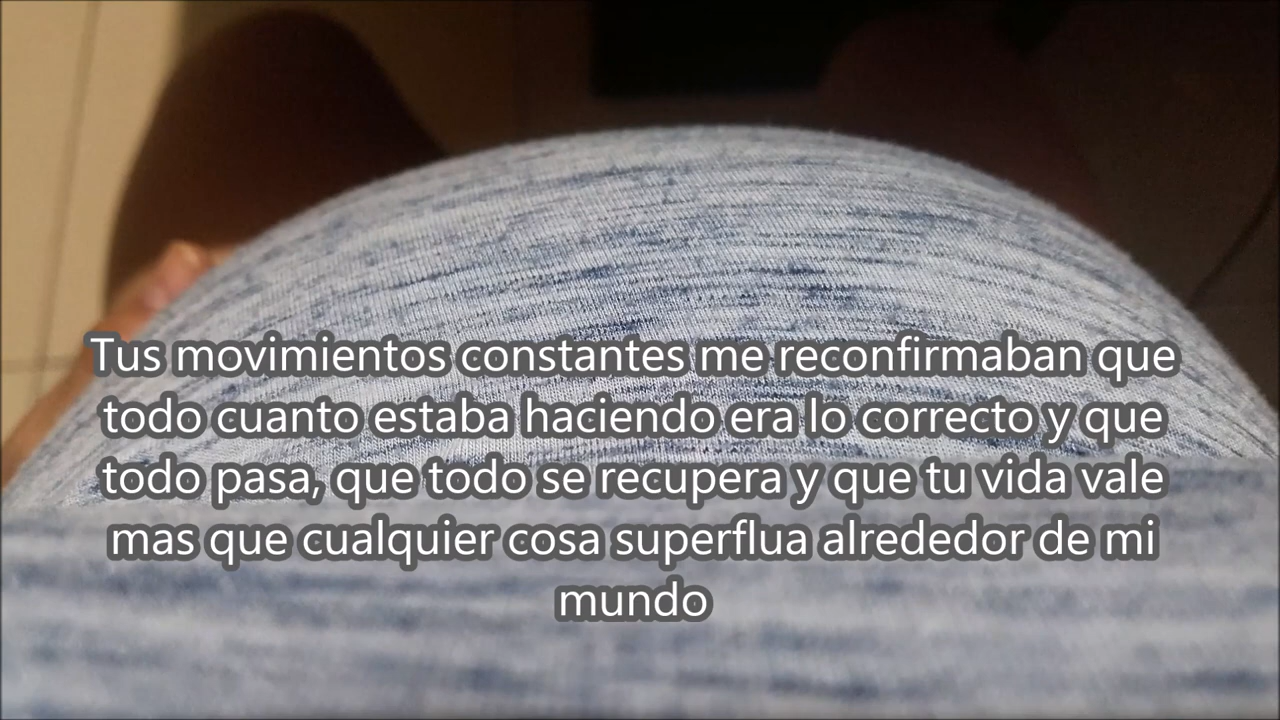 Tus movimientos constantes me reconfirmaban que
todo cuanto estaba haciendo era lo correcto y que
todo pasa, que todo se recupera y que tu vida vale
mas que cualquier cosa superflua alrededor de mi
mundo